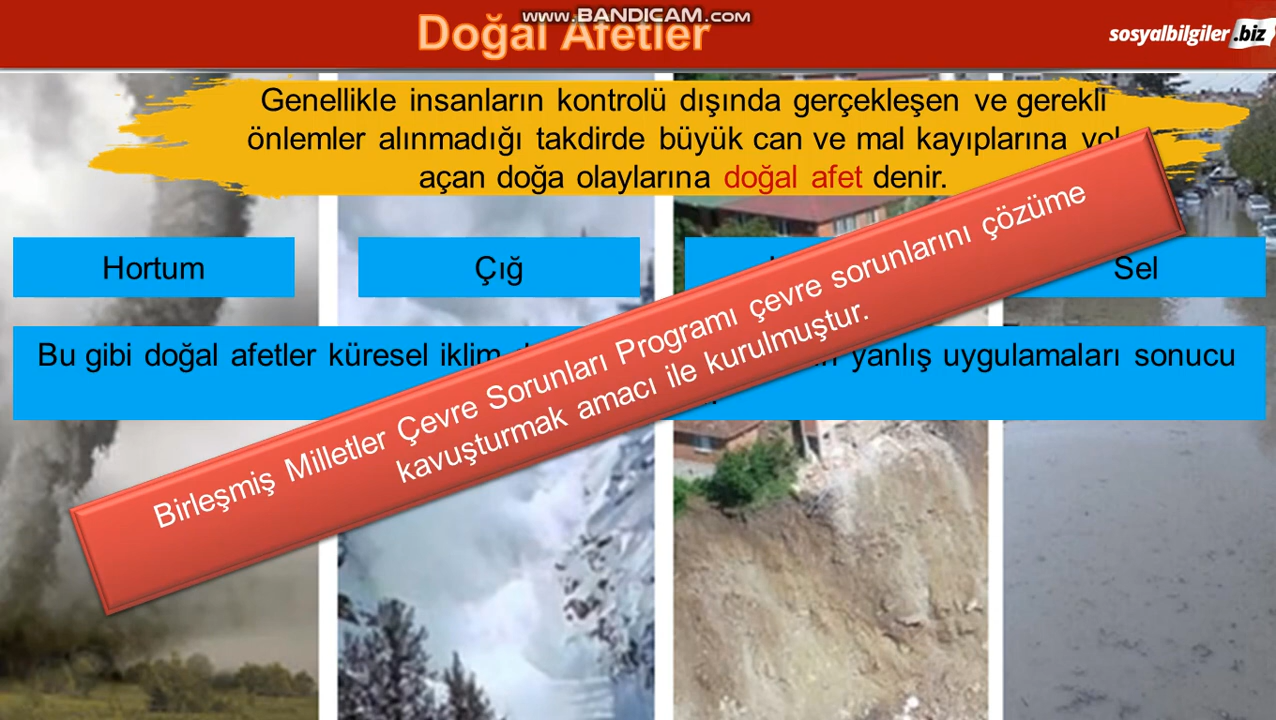 www.BANDICAM.com
Doğal Afetler
sosyalbilgiler.biz
Genellikle insanların kontrolü dışında gerçekleşen ve gerekli
önlemler alınmadığı takdirde büyük can ve mal kayıplarına yol
açan doğa olaylarına doğal afet denir.
Hortum
Çığ
Sel
Bu gibi doğal afetler küresel iklim
yanlış uygulamaları sonucu
Birleşmiş Milletler Çevre Sorunları Programı çevre sorunlarını çözüme
kavuşturmak amacı ile kurulmuştur.